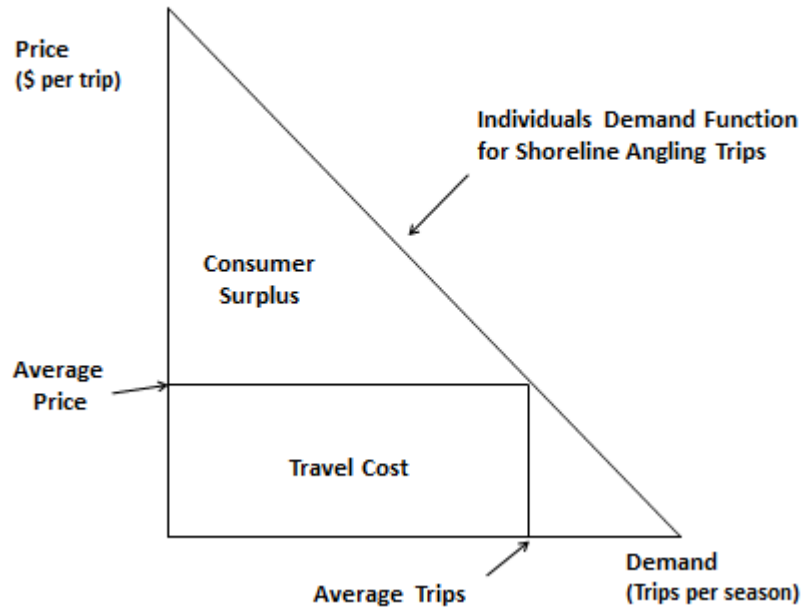 Price
($ per trip)
Individuals Demand Function
for Shoreline Angling Trips
Consumer
Surplus
Average
Price
Travel Cost
Average Trips
Demand
(Trips per season)